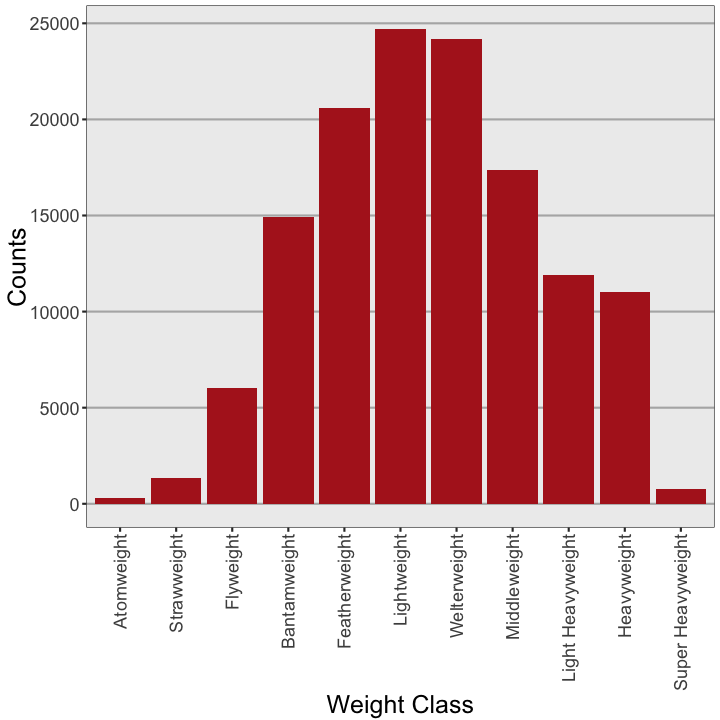 25000
20000
15000
10000
5000
0
Counts
Atomweight
Strawweight
Flyweight
Bantamweight
Featherweight
Lightweight
Welterweight
Middleweight
Light Heavyweight
Heavyweight
Super Heavyweight
Weight Class